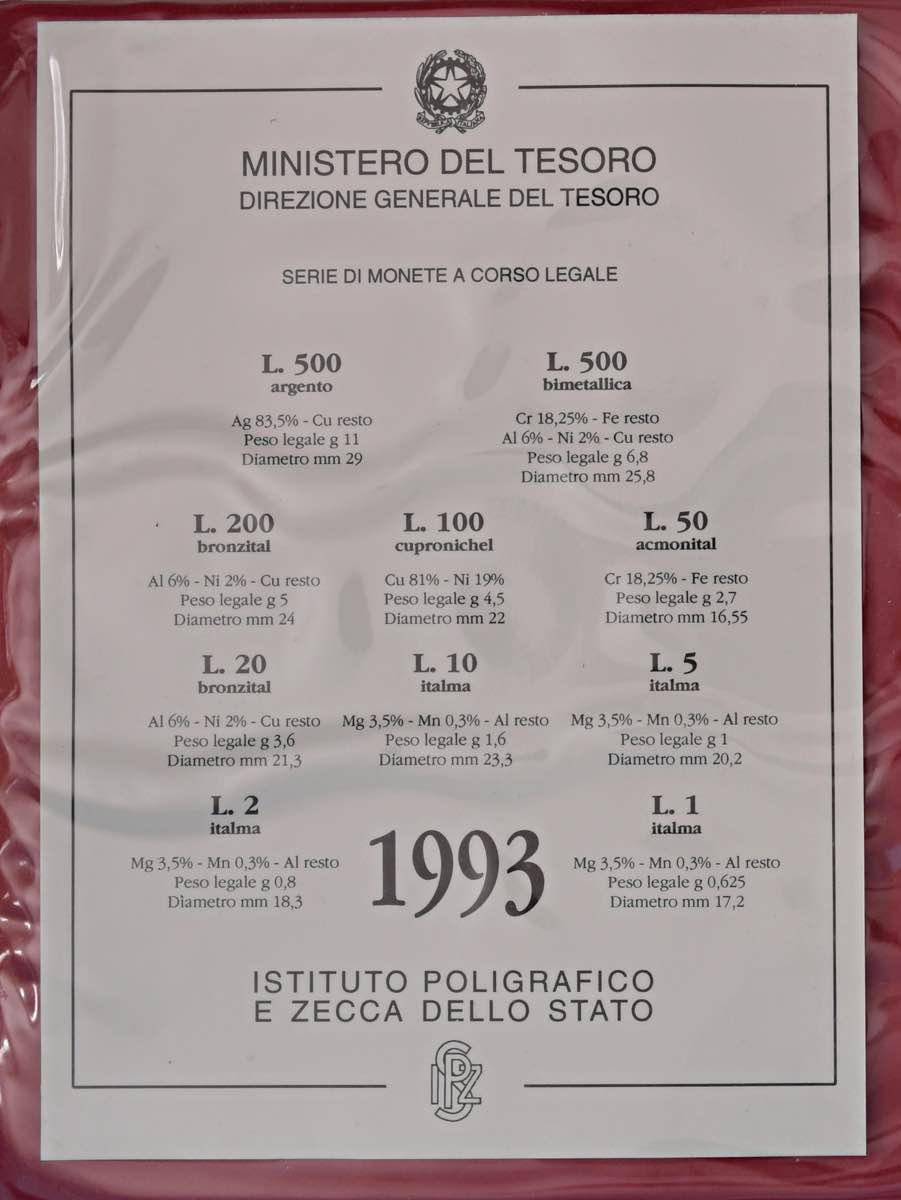 MINISTERO DEL TESORO
DIREZIONE GENERALE DEL TESORO
SERIE DI MONETE A CORSO LEGALE
L. 500
argento
Ag 83,5% - Cu resto
Peso legale g 11
Diametro mm 29
L. 500
bimetallica
Cr 18,25% - Fe resto
Al 6% - Ni 2% - Cu resto
Peso legale g 6,8
Diametro mm 25,8
L. 200
bronzital
Al 6% - Ni 2% - Cu resto
Peso legale g 5
Diametro mm 24
L. 100
cupronichel
Cu 81% - Ni 19%
Peso legale g 4,5
Diametro mm 22
L. 50
acmonital
Cr 18,25% - Fe resto
Peso legale g 2,7
Diametro mm 16,55
L. 20
bronzital
Al 6% - Ni 2% - Cu resto
Peso legale g 3,6
Diametro mm 21,3
L. 10
italma
Mg 3,5% - Mn 0,3% - Al resto
Peso legale g 1,6
Diametro mm 23,3
L. 5
italma
Mg 3,5% - Mn 0,3% - Al resto
Peso legale g 1
Diametro mm 20,2
L. 2
italma
Mg 3,5% - Mn 0,3% - Al resto
Peso legale g 0,8
Diametro mm 18,3
L. 1
italma
Mg 3,5% - Mn 0,3% - Al resto
Peso legale g 0,625
Diametro mm 17,2
1993
ISTITUTO POLIGRAFICO
E ZECCA DELLO STATO